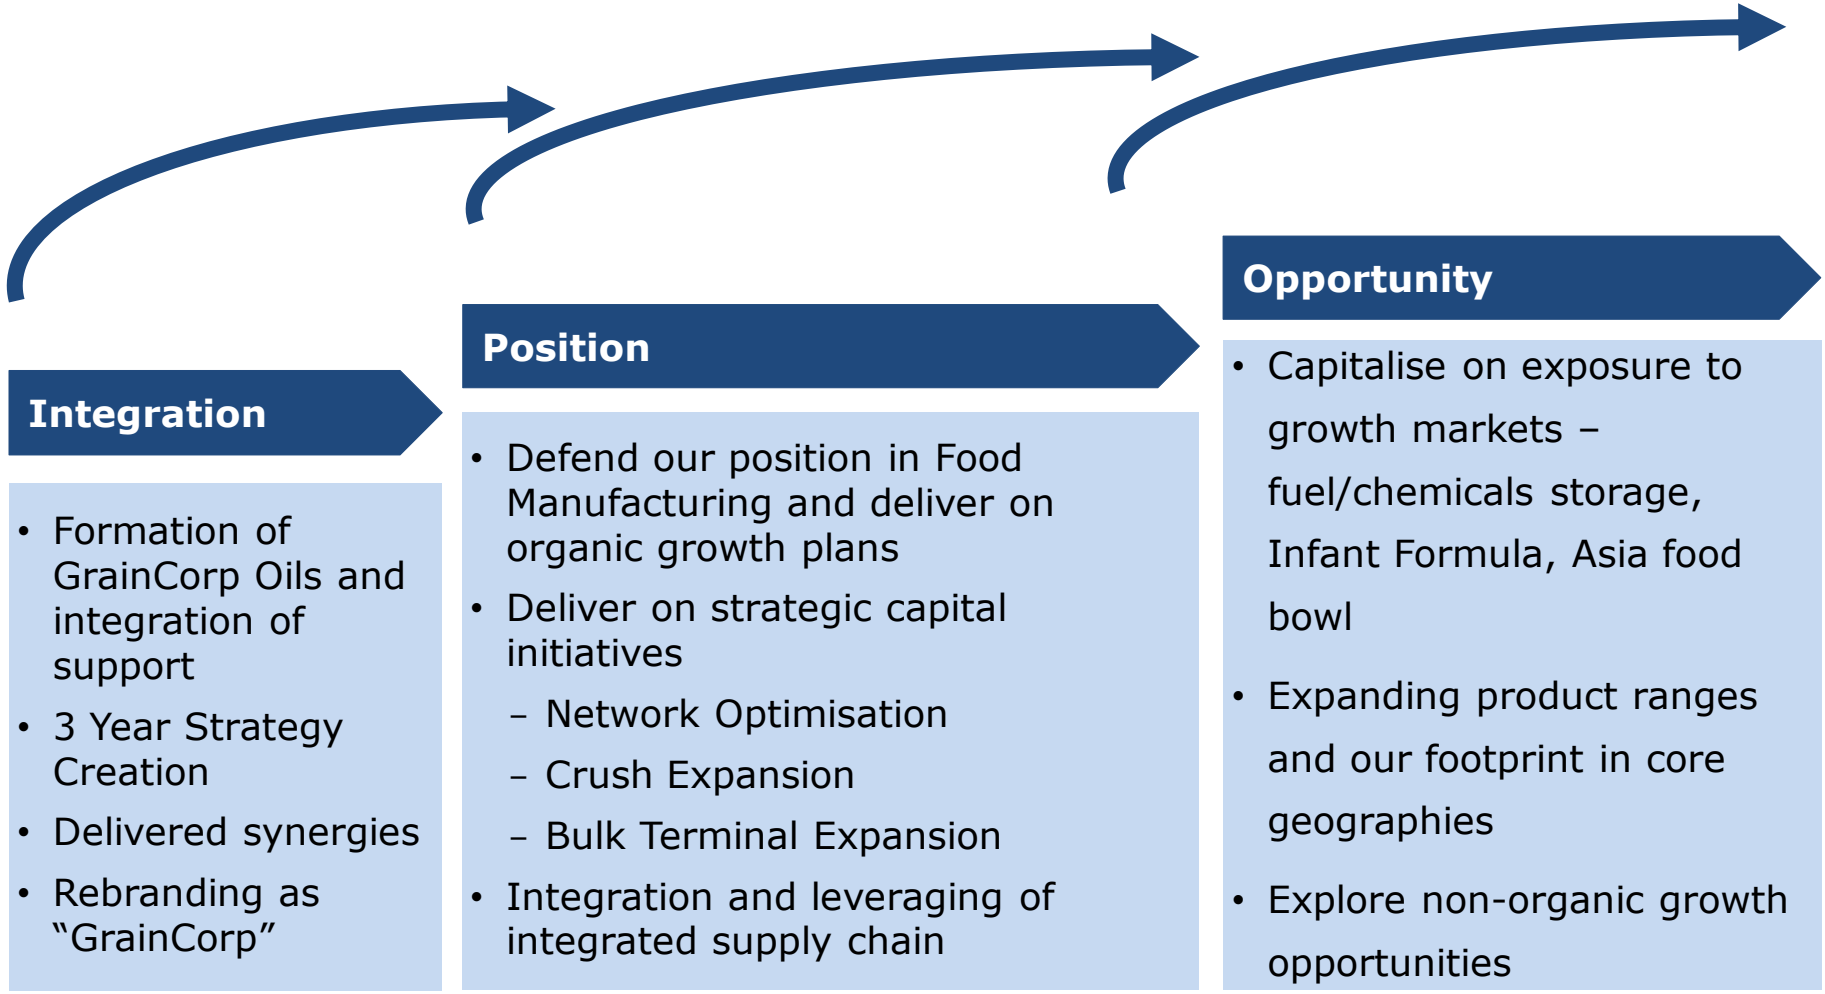 Integration
• Formation of
GrainCorp Oils and
integration of
support
• 3 Year Strategy
Creation
• Delivered synergies
• Rebranding as
“GrainCorp”
Position
• Defend our position in Food
Manufacturing and deliver on
organic growth plans
• Deliver on strategic capital
initiatives
– Network Optimisation
– Crush Expansion
– Bulk Terminal Expansion
• Integration and leveraging of
integrated supply chain
Opportunity
• Capitalise on exposure to
growth markets –
fuel/chemicals storage,
Infant Formula, Asia food
bowl
• Expanding product ranges
and our footprint in core
geographies
• Explore non-organic growth
opportunities